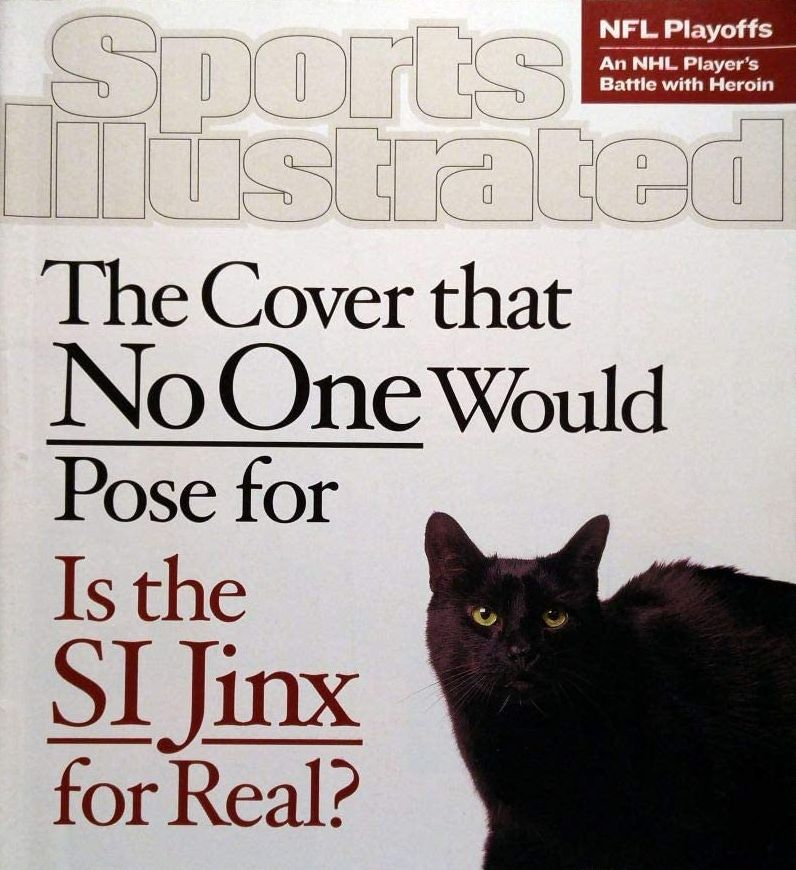 Sports
Illustrated
NFL Playoffs
An NHL Player's
Battle with Heroin
The Cover that
No One Would
Pose for
Is the
SI Jinx
for Real?